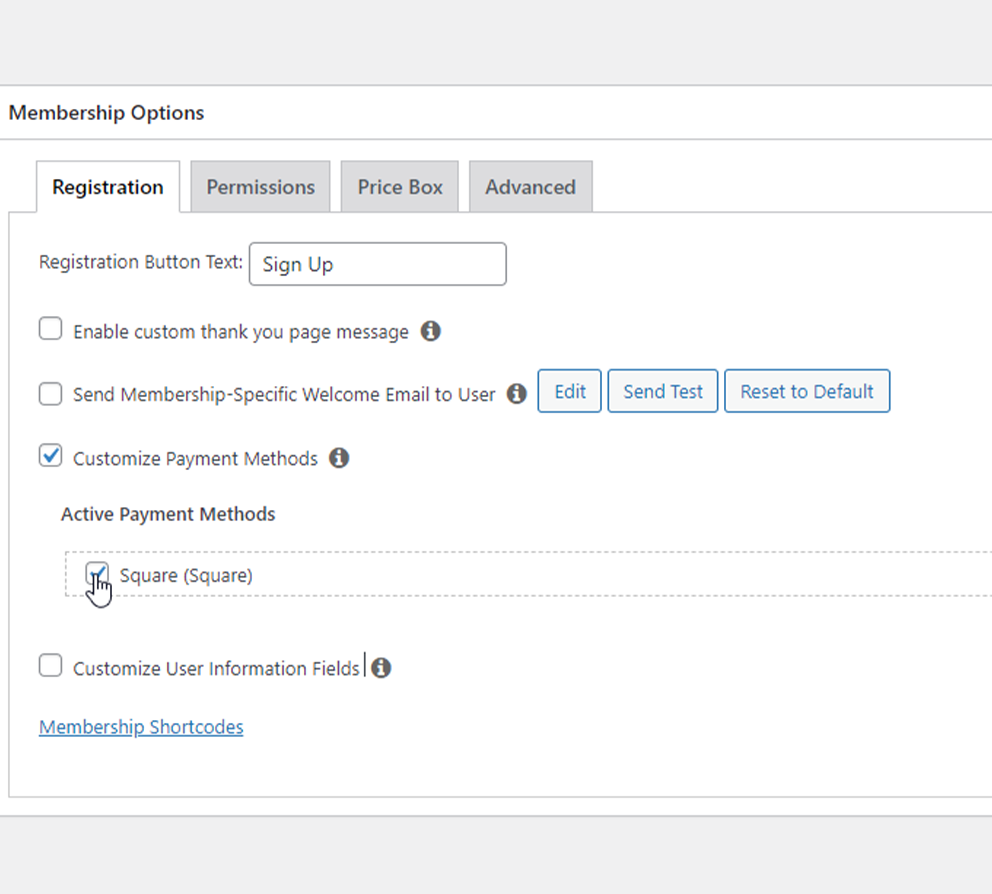 Membership Options
Registration
Permissions
Price Box
Advanced
Registration Button Text: Sign Up
Enable custom thank you page message
Send Membership-Specific Welcome Email to User Edit Send Test Reset to Default
Customize Payment Methods
Active Payment Methods
Square (Square)
Customize User Information Fields
Membership Shortcodes